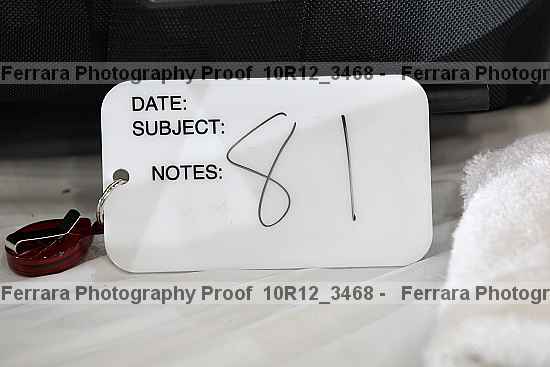 Ferrara Photography Proof 10R12_3468 - Ferrara Photogr
DATE:
SUBJECT:
NOTES:
81
Ferrara Photography Proof 10R12_3468 - Ferrara Photogr